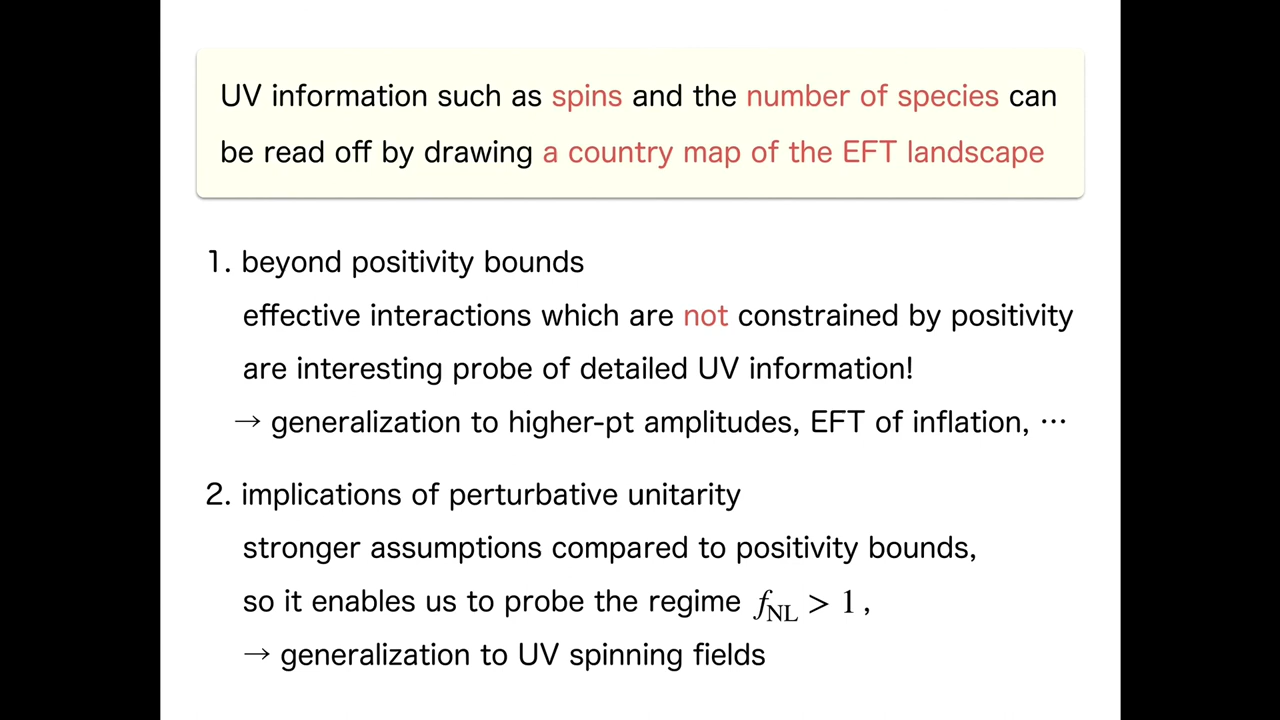 UV information such as spins and the number of species can
be read off by drawing a country map of the EFT landscape
1. beyond positivity bounds
effective interactions which are not constrained by positivity
are interesting probe of detailed UV information!
→ generalization to higher-pt amplitudes, EFT of inflation, ⋯
2. implications of perturbative unitarity
stronger assumptions compared to positivity bounds,
so it enables us to probe the regime f_NL > 1 ,
→ generalization to UV spinning fields